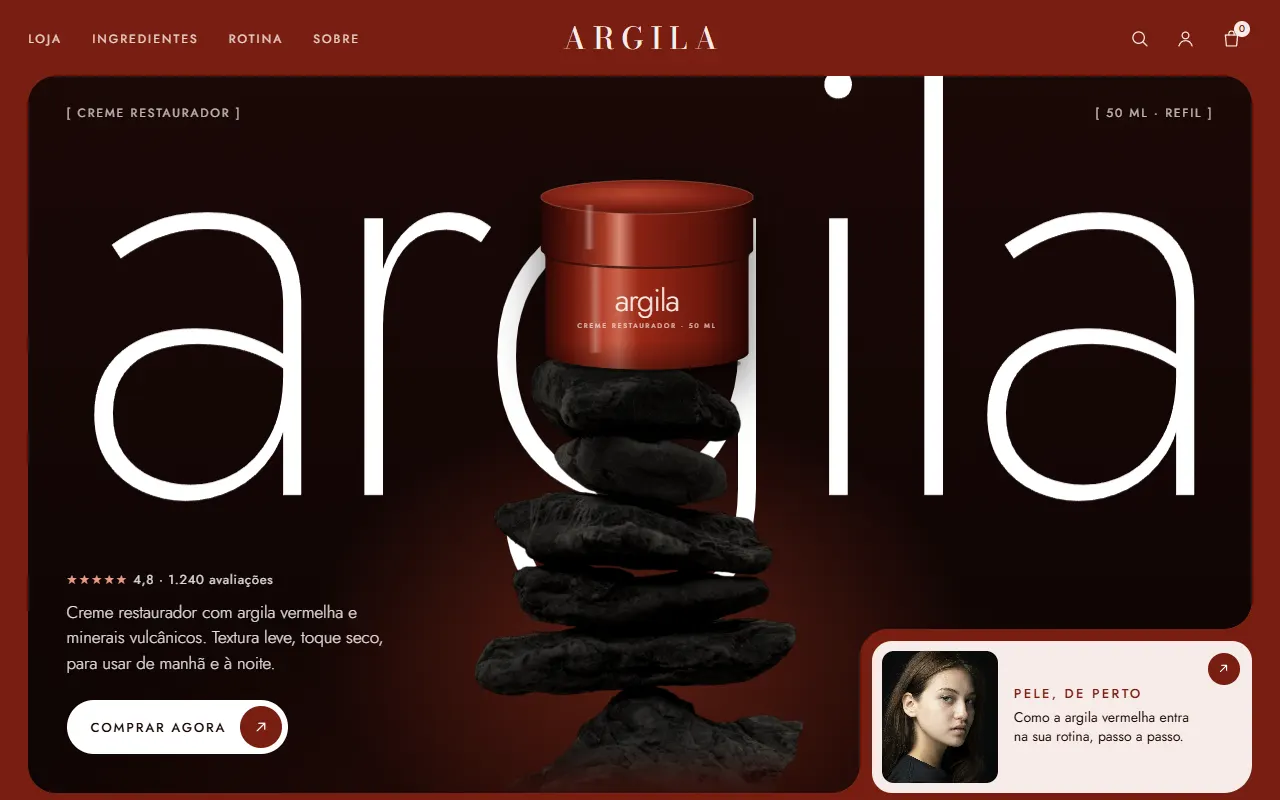 LOJA
INGREDIENTES
ROTINA
SOBRE
ARGILA
0
[ CREME RESTAURADOR ]
[ 50 ML · REFIL ]
argila
argila
CREME RESTAURADOR · 50 ML
★★★★★ 4,8 · 1.240 avaliações
Creme restaurador com argila vermelha e
minerais vulcânicos. Textura leve, toque seco,
para usar de manhã e à noite.
COMPRAR AGORA
PELE, DE PERTO
Como a argila vermelha entra
na sua rotina, passo a passo.